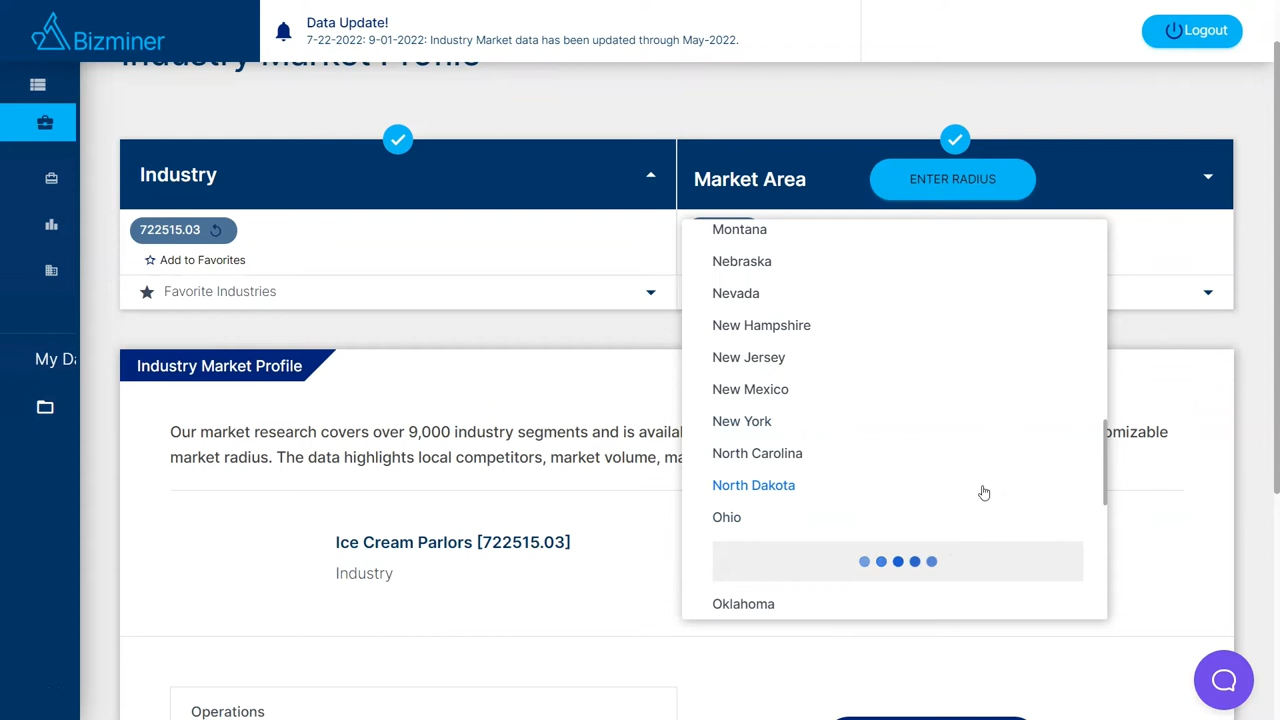 Bizminer
Data Update!
7-22-2022: 9-01-2022: Industry Market data has been updated through May-2022.
Logout
Industry Market Profile
Industry
Market Area
ENTER RADIUS
722515.03
Add to Favorites
Favorite Industries
Montana
Nebraska
Nevada
New Hampshire
New Jersey
New Mexico
New York
North Carolina
North Dakota
Ohio
Oklahoma
My Da
Industry Market Profile
Our market research covers over 9,000 industry segments and is availa
omizable
market radius. The data highlights local competitors, market volume, ma
Ice Cream Parlors [722515.03]
Industry
Operations